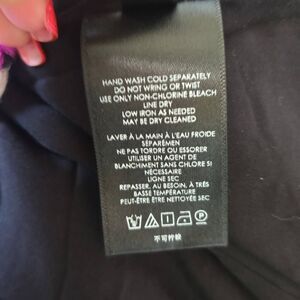 HAND WASH COLD SEPARATELY
DO NOT WRING OR TWIST
USE ONLY NON-CHLORINE BLEACH
LINE DRY
LOW IRON AS NEEDED
MAY BE DRY CLEANED
LAVER À LA MAIN À L'EAU FROIDE
SÉPARÉMEN
NE PAS TORDRE OU ESSORER
UTILISER UN AGENT DE
BLANCHIMENT SANS CHLORE SI
NÉCESSAIRE
LIGNE SEC
REPASSER, AU BESOIN, À TRÈS
BASSE TEMPÉRATURE
PEUT-ÊTRE ÊTRE NETTOYÉE SEC
不可拧绞